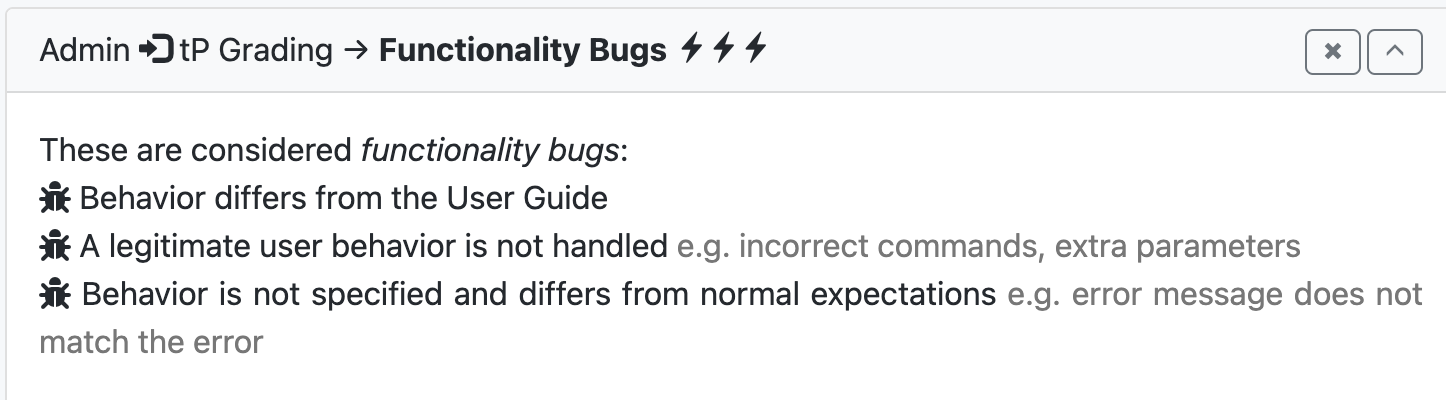 Admin tP Grading → Functionality Bugs
These are considered functionality bugs:
Behavior differs from the User Guide
A legitimate user behavior is not handled e.g. incorrect commands, extra parameters
Behavior is not specified and differs from normal expectations e.g. error message does not
match the error